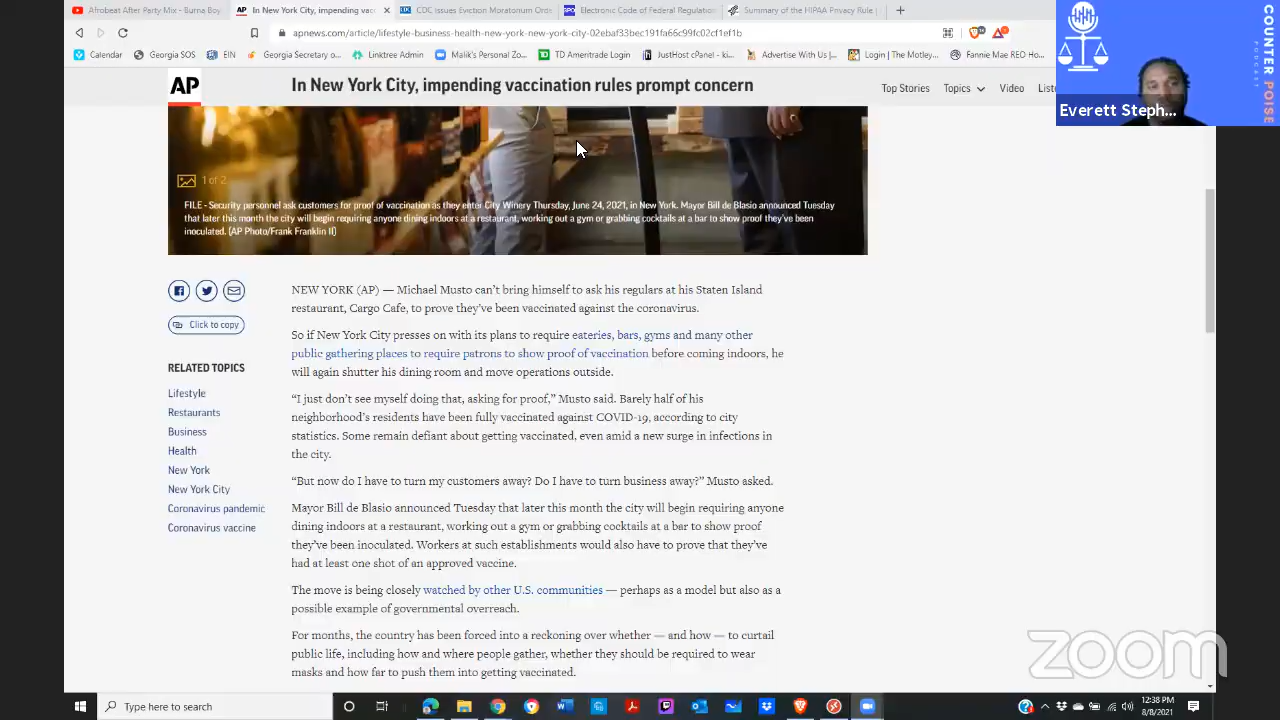 Afrobeat After Party Mix - Burna Boy
In New York City, impending vacc
CDC Issues Eviction Moratorium Ord
Electronic Code of Federal Regulation
Summary of the HIPAA Privacy Rule
apnews.com/article/lifestyle-business-health-new-york-new-york-city-02ebaf33bec191fa66c99fc02cf1ef1b
Calendar
Georgia SOS
EIN
Georgia Secretary o...
Linktree Admin
Malik's Personal Zo...
TD Ameritrade Login
JustHost cPanel - ki...
Advertise With Us |...
Login | The Motley...
Fannie Mae REO Ho...
AP
In New York City, impending vaccination rules prompt concern
Top Stories
Topics
Video
COUNTER POISE
PODCAST
Everett Steph...
1 of 2
FILE - Security personnel ask customers for proof of vaccination as they enter City Winery Thursday, June 24, 2021, in New York. Mayor Bill de Blasio announced Tuesday
that later this month the city will begin requiring anyone dining indoors at a restaurant, working out a gym or grabbing cocktails at a bar to show proof they've been
inoculated. (AP Photo/Frank Franklin II)
NEW YORK (AP) — Michael Musto can't bring himself to ask his regulars at his Staten Island
restaurant, Cargo Cafe, to prove they've been vaccinated against the coronavirus.
Click to copy
So if New York City presses on with its plans to require eateries, bars, gyms and many other
public gathering places to require patrons to show proof of vaccination before coming indoors, he
will again shutter his dining room and move operations outside.
RELATED TOPICS
Lifestyle
Restaurants
Business
Health
New York
New York City
Coronavirus pandemic
Coronavirus vaccine
“I just don't see myself doing that, asking for proof,” Musto said. Barely half of his
neighborhood's residents have been fully vaccinated against COVID-19, according to city
statistics. Some remain defiant about getting vaccinated, even amid a new surge in infections in
the city.
“But now do I have to turn my customers away? Do I have to turn business away?” Musto asked.
Mayor Bill de Blasio announced Tuesday that later this month the city will begin requiring anyone
dining indoors at a restaurant, working out a gym or grabbing cocktails at a bar to show proof
they've been inoculated. Workers at such establishments would also have to prove that they've
had at least one shot of an approved vaccine.
The move is being closely watched by other U.S. communities — perhaps as a model but also as a
possible example of governmental overreach.
For months, the country has been forced into a reckoning over whether — and how — to curtail
public life, including how and where people gather, whether they should be required to wear
masks and how far to push them into getting vaccinated.
zoom
Type here to search
12:38 PM
8/8/2021